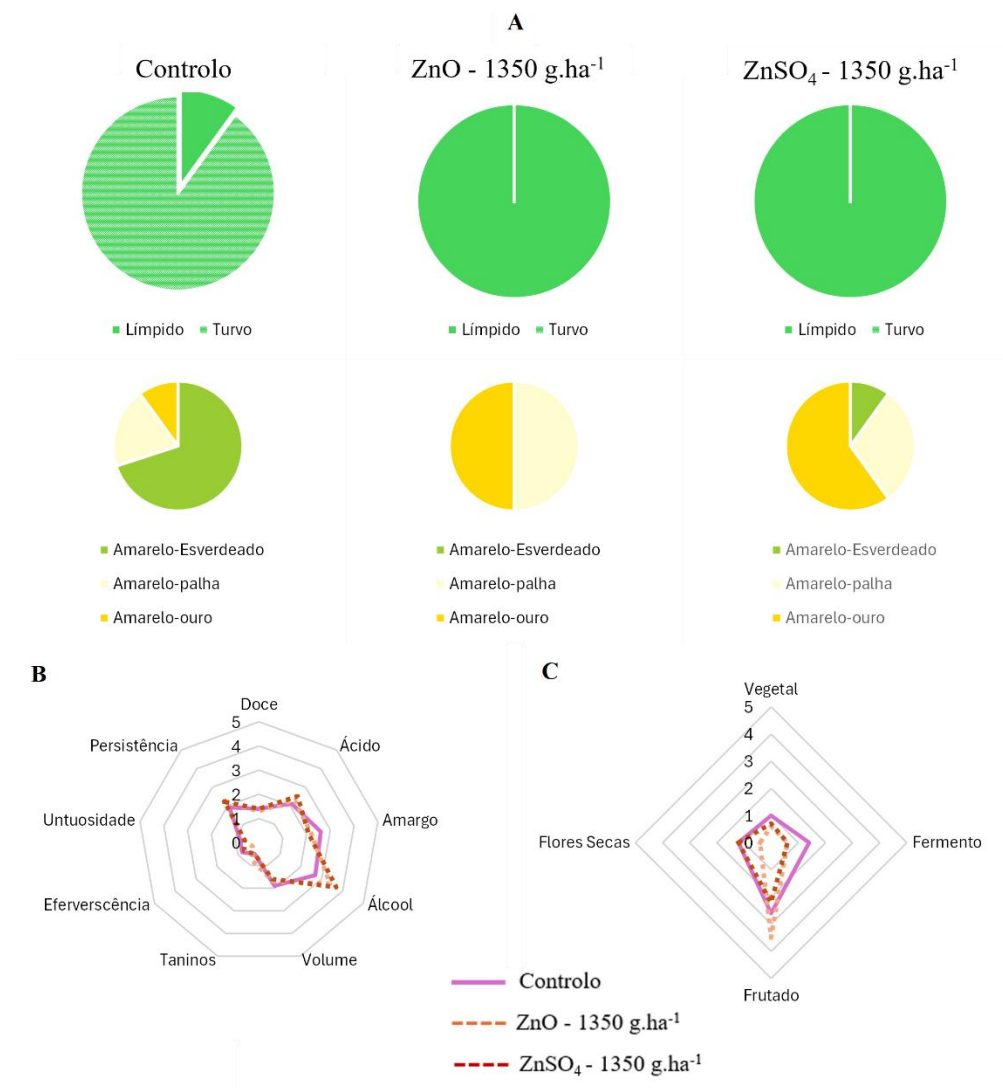 A
Controlo
ZnO - 1350 g.ha⁻¹
ZnSO₄ - 1350 g.ha⁻¹
Límpido Turvo
Límpido Turvo
Límpido Turvo
Amarelo-Esverdeado
Amarelo-palha
Amarelo-ouro
Amarelo-Esverdeado
Amarelo-palha
Amarelo-ouro
Amarelo-Esverdeado
Amarelo-palha
Amarelo-ouro
B
Doce
5
4
3
2
1
0
Ácido
Amargo
Álcool
Volume
Taninos
Eferverscência
Untuosidade
Persistência
C
Vegetal
5
4
3
2
1
0
Fermento
Frutado
Flores Secas
Controlo
ZnO - 1350 g.ha⁻¹
ZnSO₄ - 1350 g.ha⁻¹